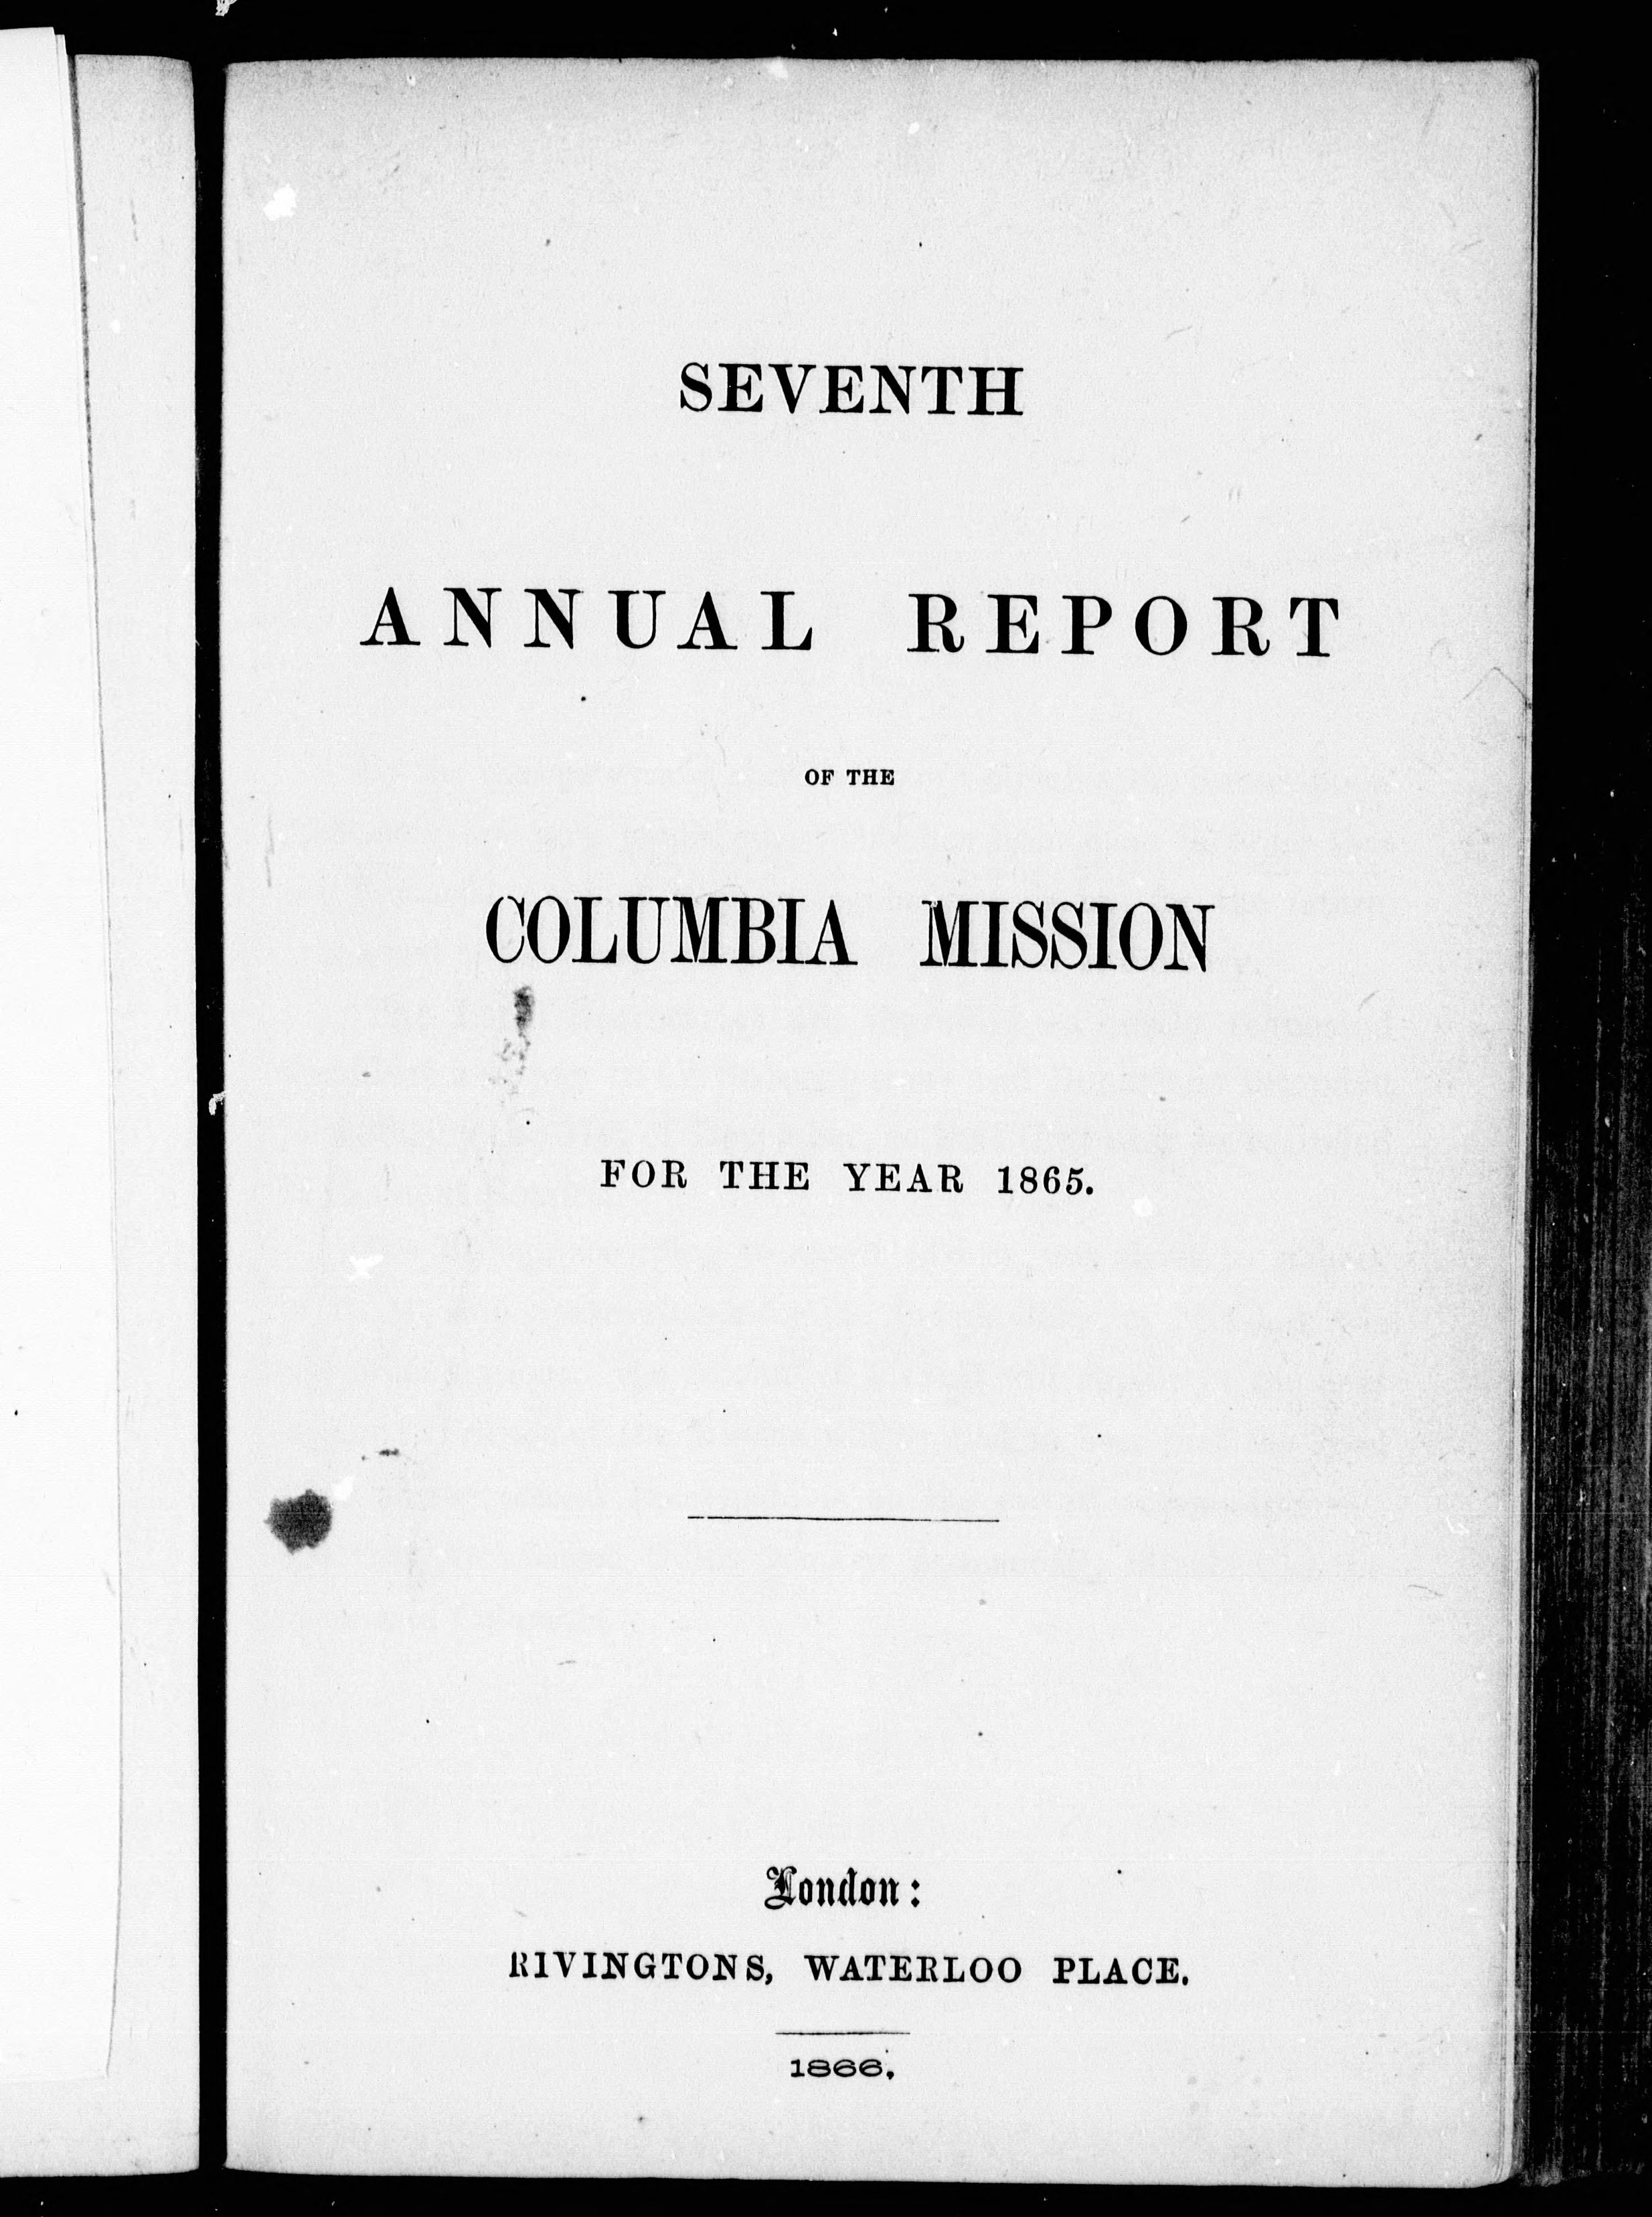 SEVENTH
ANNUAL REPORT
OF THE
COLUMBIA MISSION
FOR THE YEAR 1865.
London:
RIVINGTONS, WATERLOO PLACE.
1866.